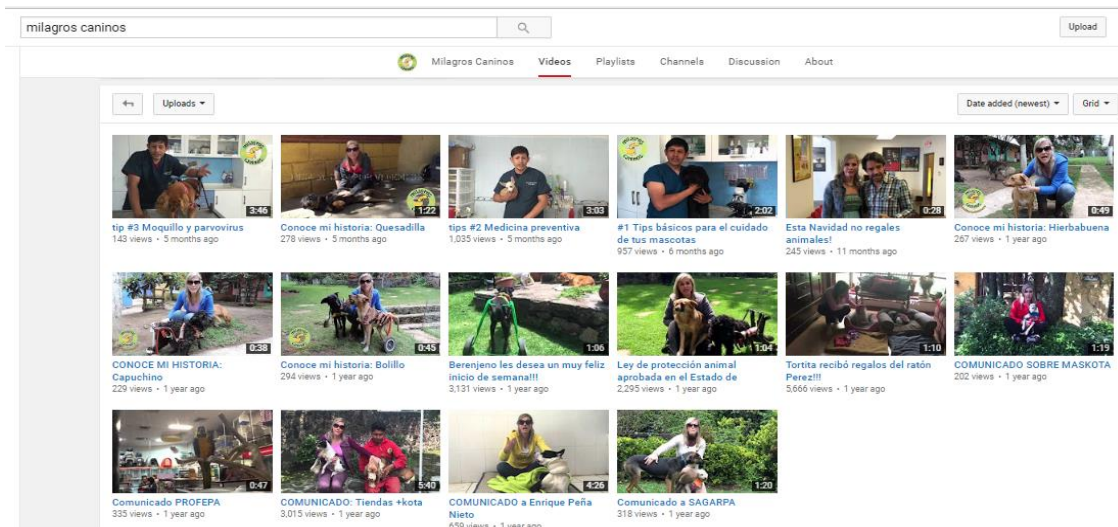 milagros caninos
Upload
Milagros Caninos Videos Playlists Channels Discussion About
Uploads
Date added (newest) Grid
3:46 1:22 3:03 2:02 0:28 0:49
tip #3 Moquillo y parvovirus
143 views • 5 months ago
Conoce mi historia: Quesadilla
278 views • 5 months ago
tips #2 Medicina preventiva
1,035 views • 5 months ago
#1 Tips básicos para el cuidado
de tus mascotas
957 views • 6 months ago
Esta Navidad no regales
animales!
245 views • 11 months ago
Conoce mi historia: Hierbabuena
267 views • 1 year ago
0:38 0:45 1:06 1:04 1:10 1:19
CONOCE MI HISTORIA:
Capuchino
229 views • 1 year ago
Conoce mi historia: Bolillo
294 views • 1 year ago
Berenjeno les desea un muy feliz
inicio de semana!!!
3,131 views • 1 year ago
Ley de protección animal
aprobada en el Estado de
2,295 views • 1 year ago
Tortita recibó regalos del ratón
Perez!!!
5,666 views • 1 year ago
COMUNICADO SOBRE MASKOTA
202 views • 1 year ago
0:47 5:40 4:26 1:20
Comunicado PROFEPA
335 views • 1 year ago
COMUNICADO: Tiendas +kota
3,015 views • 1 year ago
COMUNICADO a Enrique Peña
Nieto
659 views • 1 year ago
Comunicado a SAGARPA
318 views • 1 year ago